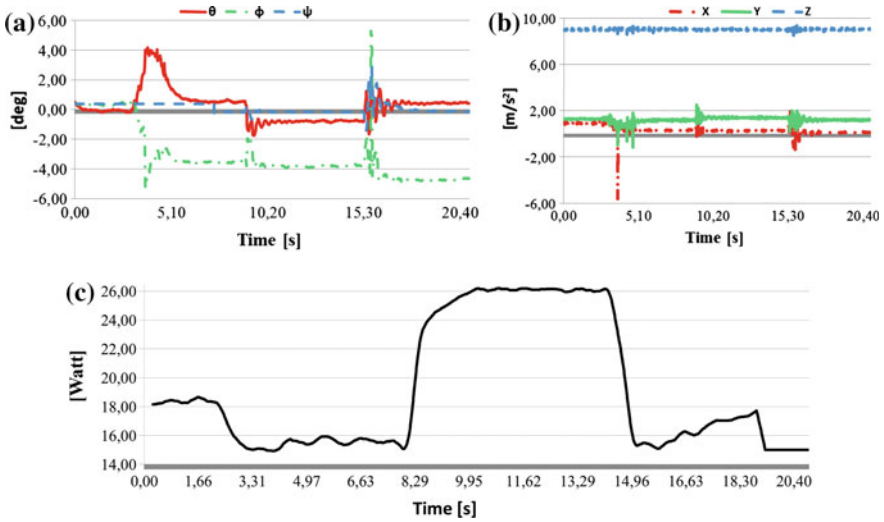 (a)
θ ϕ ψ
[deg]
6,00
4,00
2,00
0,00
-2,00
-4,00
-6,00
0,00 5,10 10,20 15,30 20,40
Time [s]
(b)
X Y Z
[m/s²]
10,00
6,00
2,00
-2,00
-6,00
0,00 5,10 10,20 15,30 20,40
Time [s]
(c)
[Watt]
26,00
24,00
22,00
20,00
18,00
16,00
14,00
0,00 1,66 3,31 4,97 6,63 8,29 9,95 11,62 13,29 14,96 16,63 18,30 20,40
Time [s]